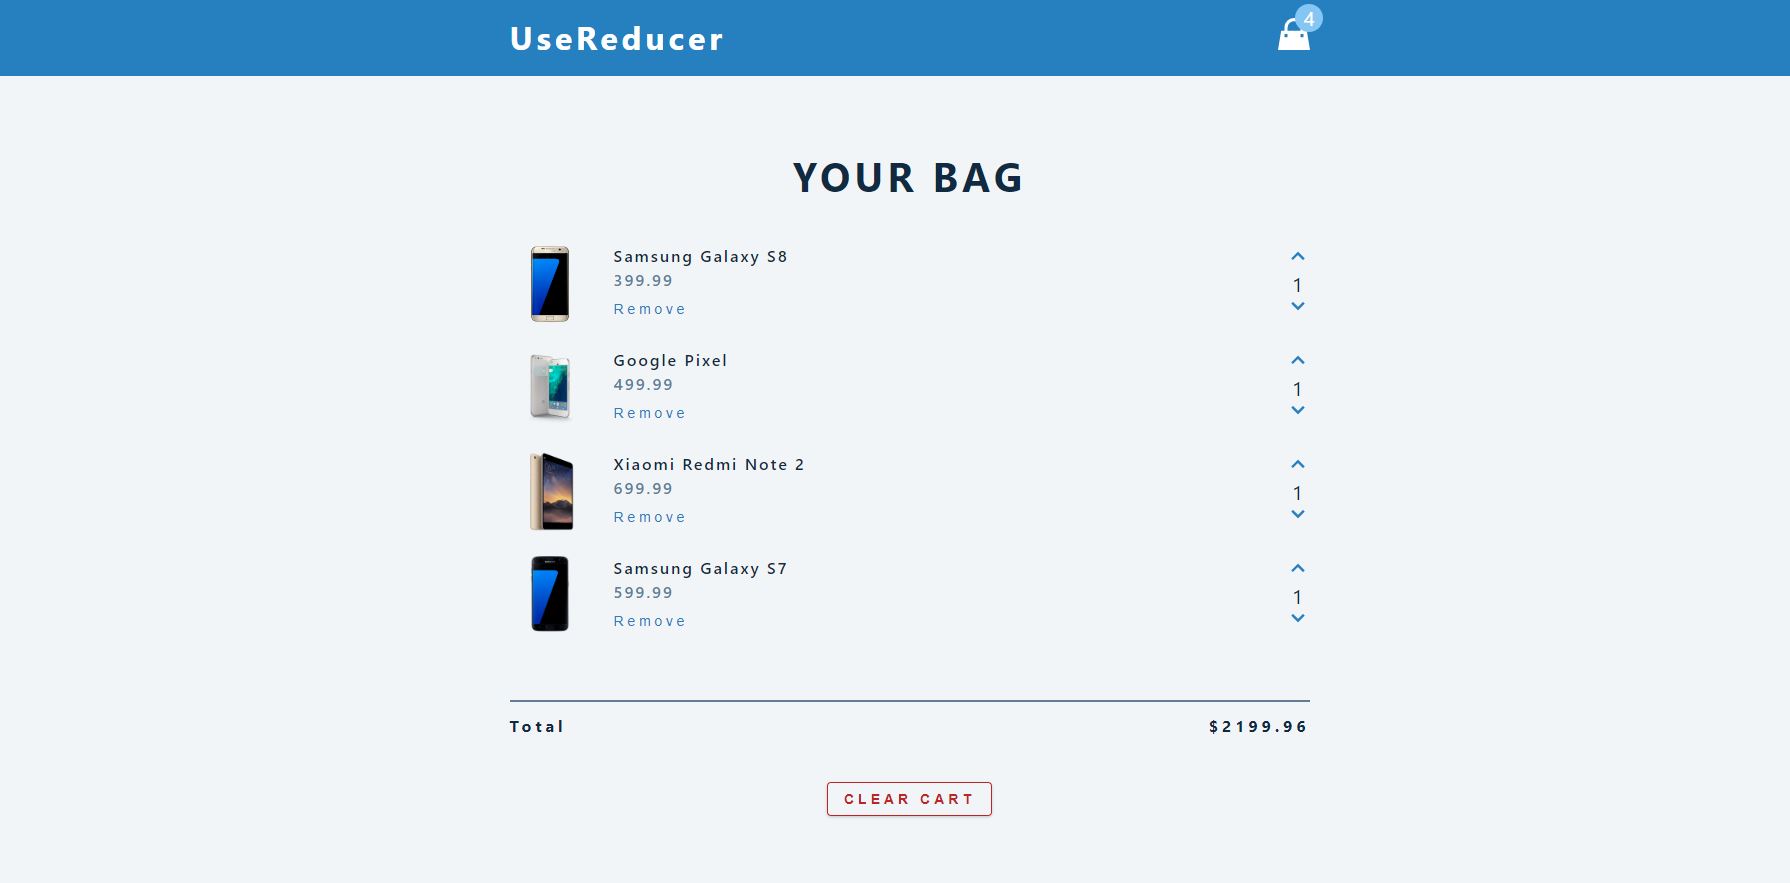 UseReducer
4
YOUR BAG
Samsung Galaxy S8
399.99
Remove
1
Google Pixel
499.99
Remove
1
Xiaomi Redmi Note 2
699.99
Remove
1
Samsung Galaxy S7
599.99
Remove
1
Total $2199.96
CLEAR CART